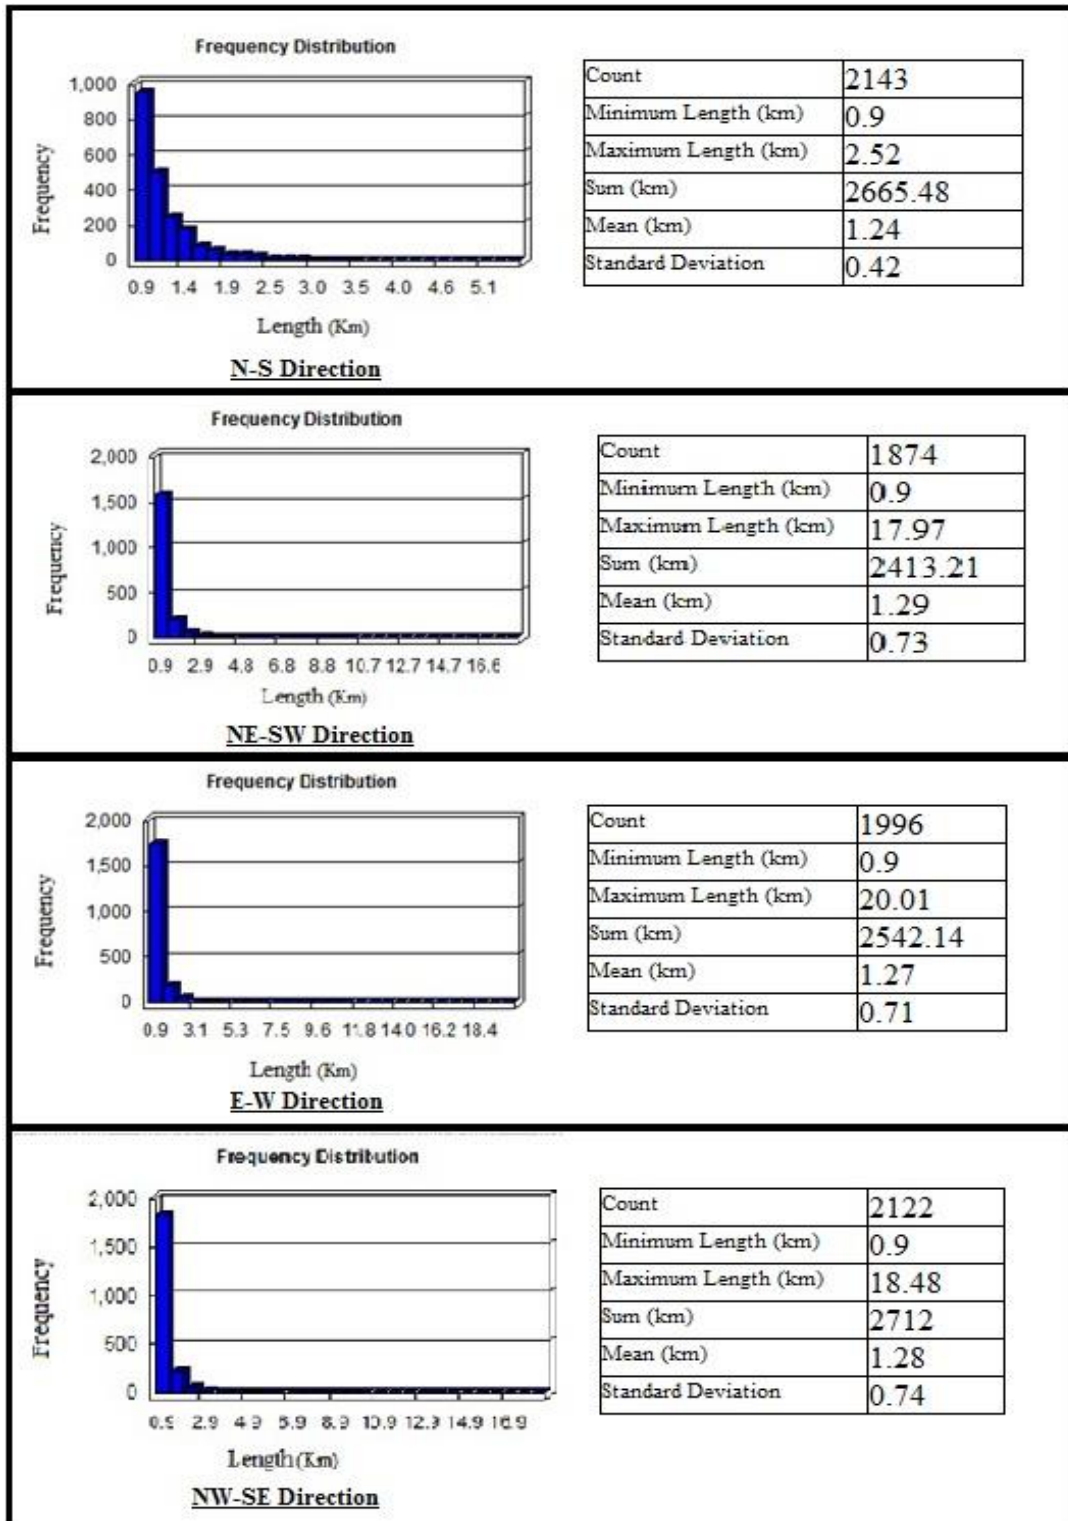 Frequency Distribution
1,000
800
600
400
200
0
Frequency
0.9 1.4 1.9 2.5 3.0 3.5 4.0 4.6 5.1
Length (Km)
N-S Direction
Count 2143
Minimum Length (km) 0.9
Maximum Length (km) 2.52
Sum (km) 2665.48
Mean (km) 1.24
Standard Deviation 0.42
Frequency Distribution
2,000
1,500
1,000
500
0
Frequency
0.9 2.9 4.8 6.8 8.8 10.7 12.7 14.7 16.6
Length (Km)
NE-SW Direction
Count 1874
Minimum Length (km) 0.9
Maximum Length (km) 17.97
Sum (km) 2413.21
Mean (km) 1.29
Standard Deviation 0.73
Frequency Distribution
2,000
1,500
1,000
500
0
Frequency
0.9 3.1 5.3 7.5 9.6 11.8 14.0 16.2 18.4
Length (Km)
E-W Direction
Count 1996
Minimum Length (km) 0.9
Maximum Length (km) 20.01
Sum (km) 2542.14
Mean (km) 1.27
Standard Deviation 0.71
Frequency Distribution
2,000
1,500
1,000
500
0
Frequency
2.9 4.9 8.9 10.9 12.9 14.9 16.9
Length (Km)
NW-SE Direction
Count 2122
Minimum Length (km) 0.9
Maximum Length (km) 18.48
Sum (km) 2712
Mean (km) 1.28
Standard Deviation 0.74